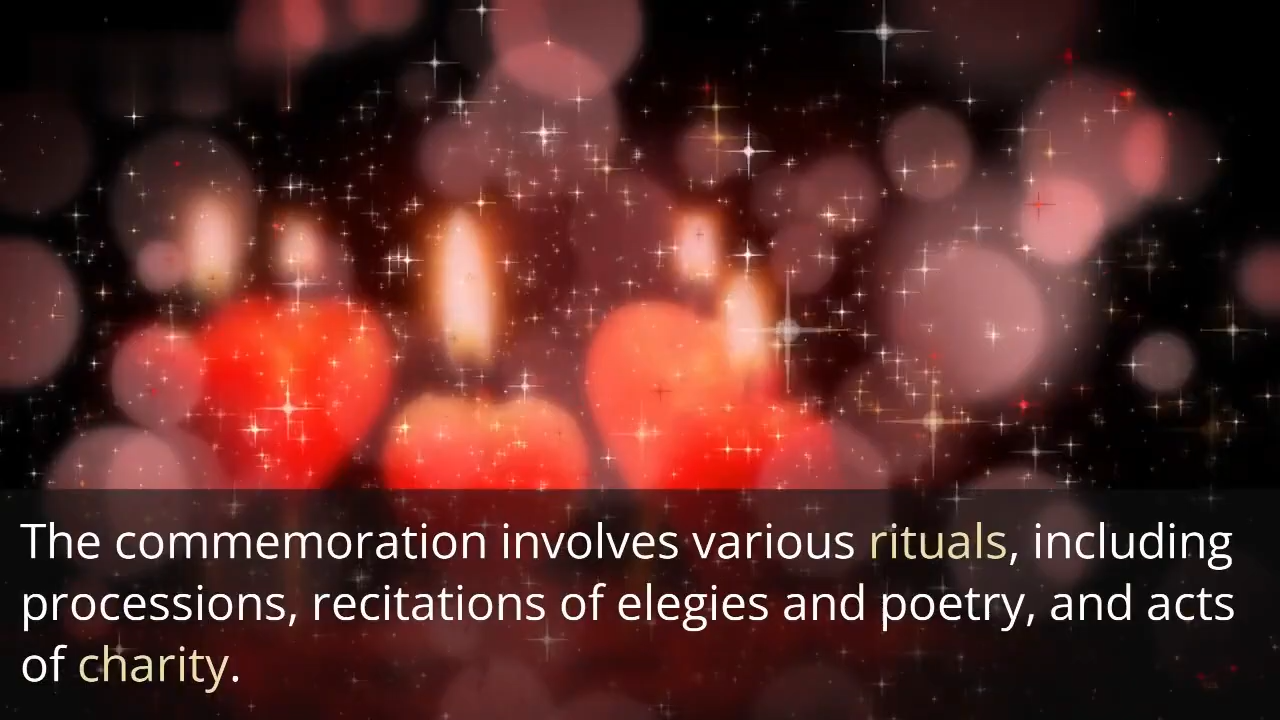 The commemoration involves various rituals, including
processions, recitations of elegies and poetry, and acts
of charity.